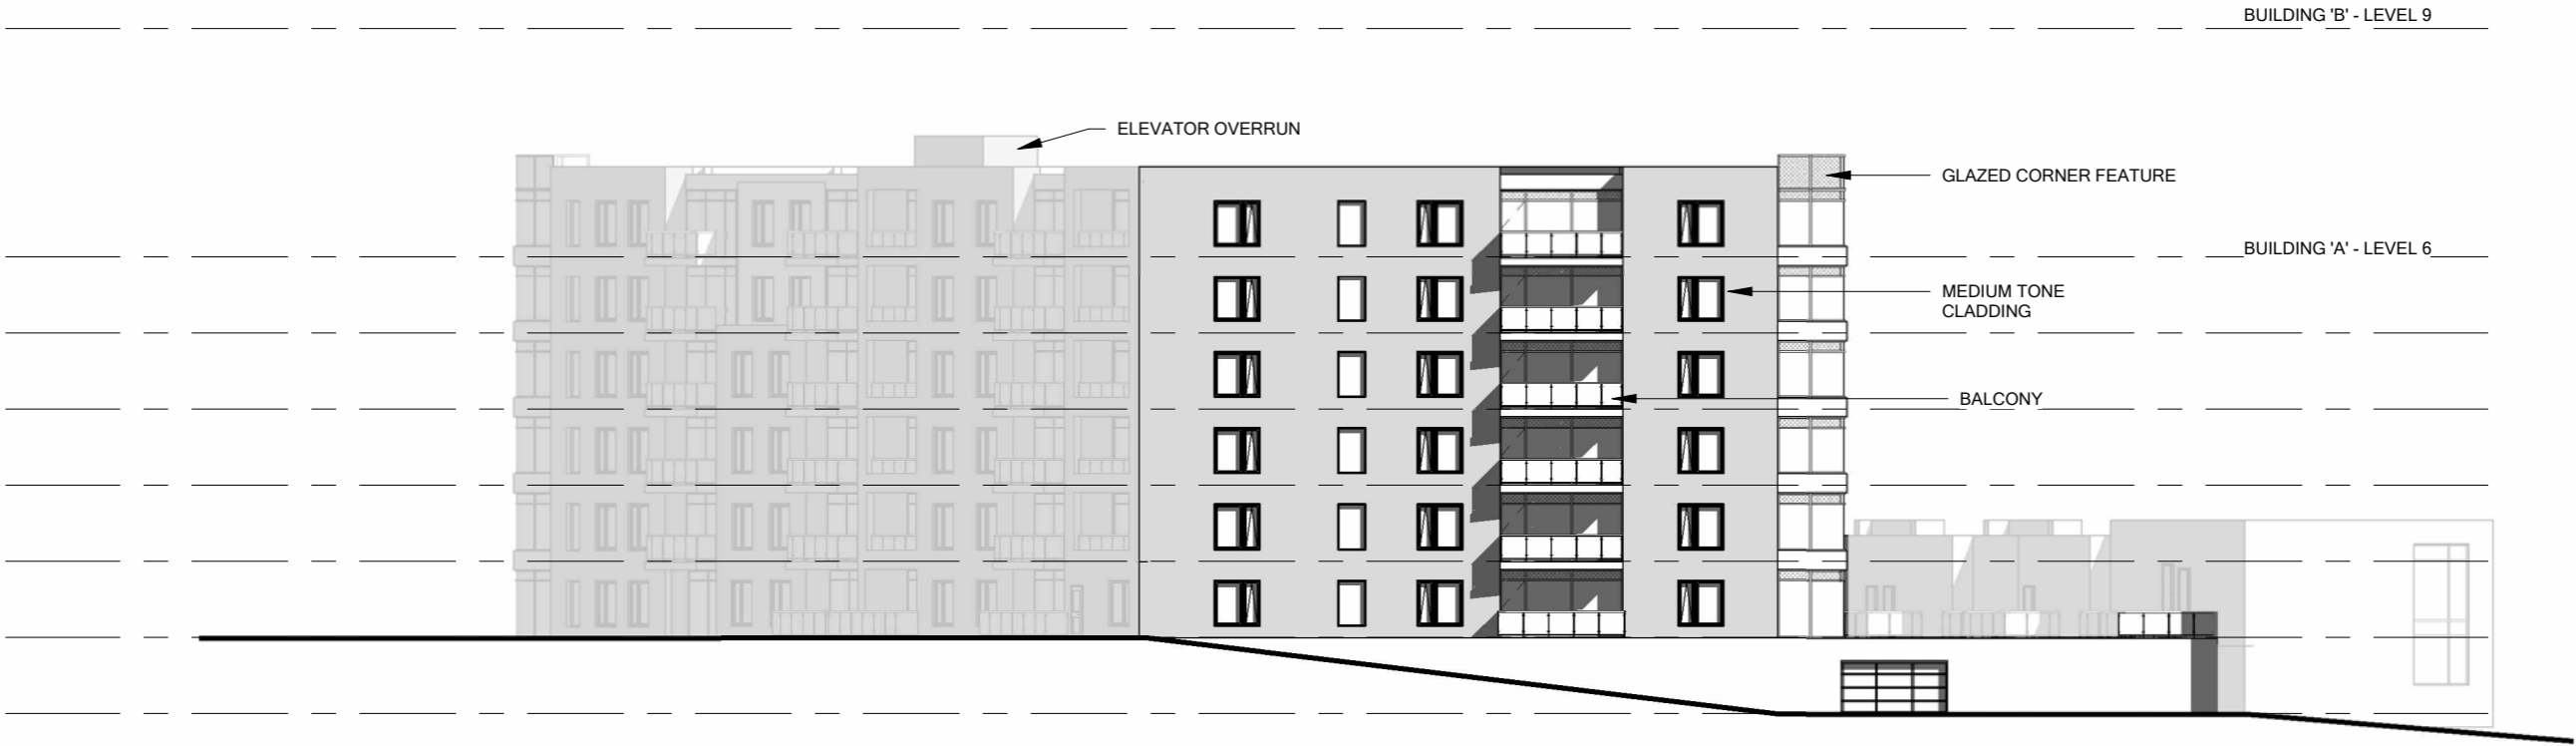 BUILDING 'B' - LEVEL 9
ELEVATOR OVERRUN
GLAZED CORNER FEATURE
BUILDING 'A' - LEVEL 6
MEDIUM TONE
CLADDING
BALCONY